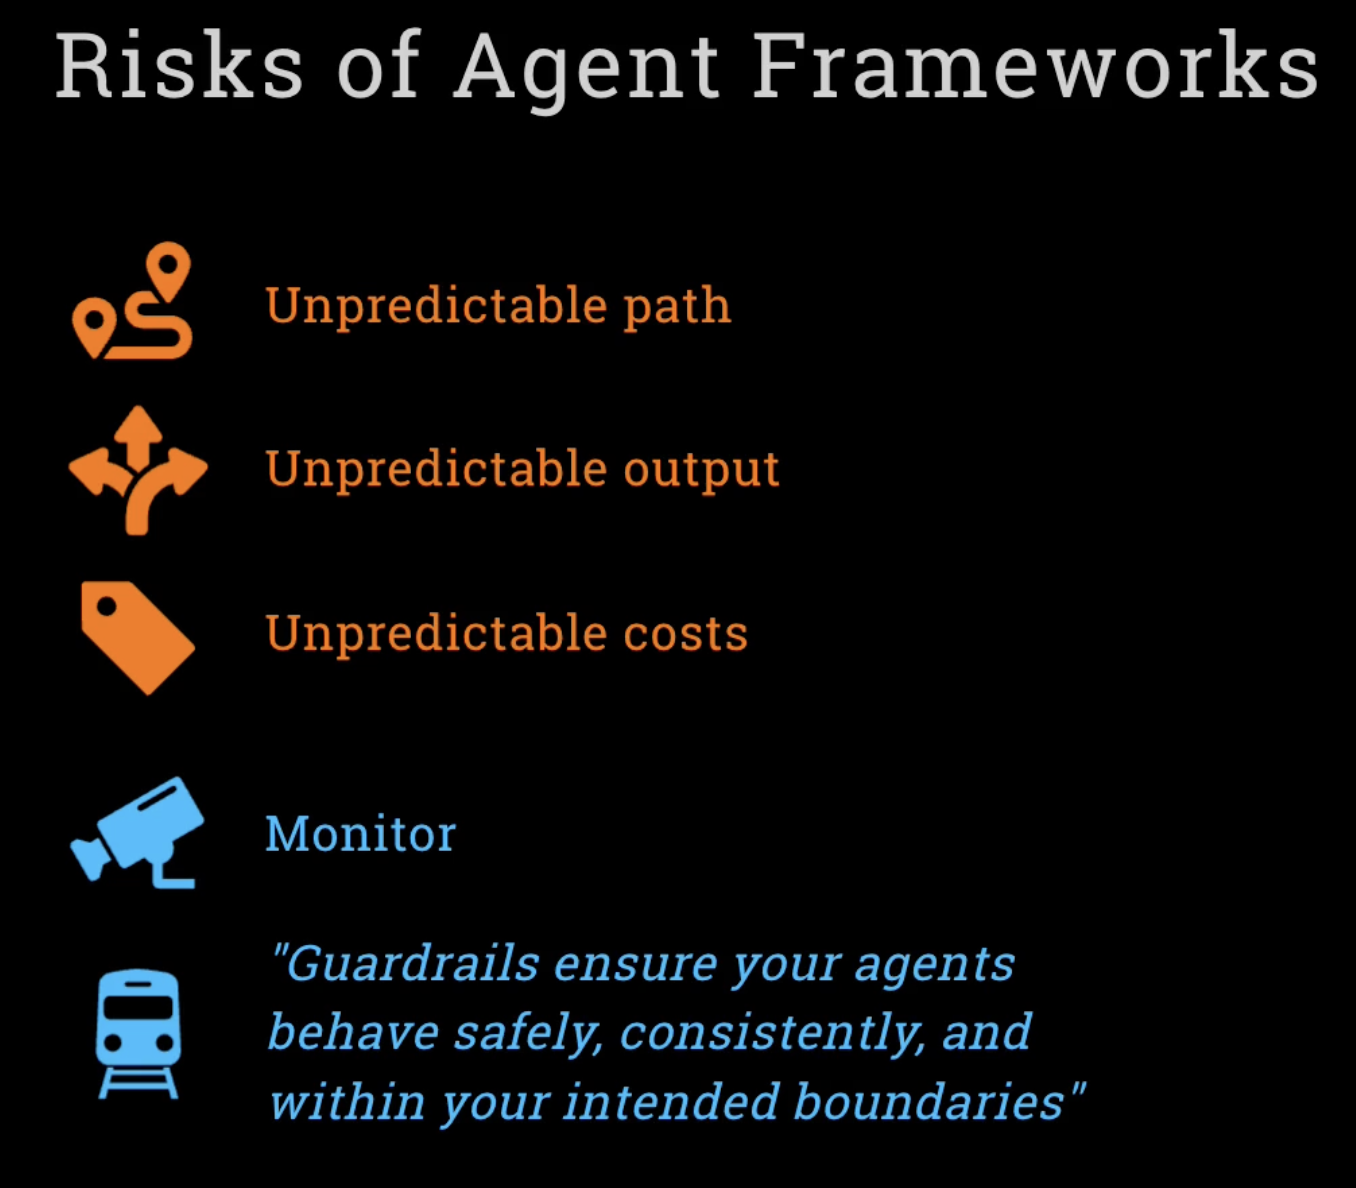 Risks of Agent Frameworks
Unpredictable path
Unpredictable output
Unpredictable costs
Monitor
"Guardrails ensure your agents
behave safely, consistently, and
within your intended boundaries"